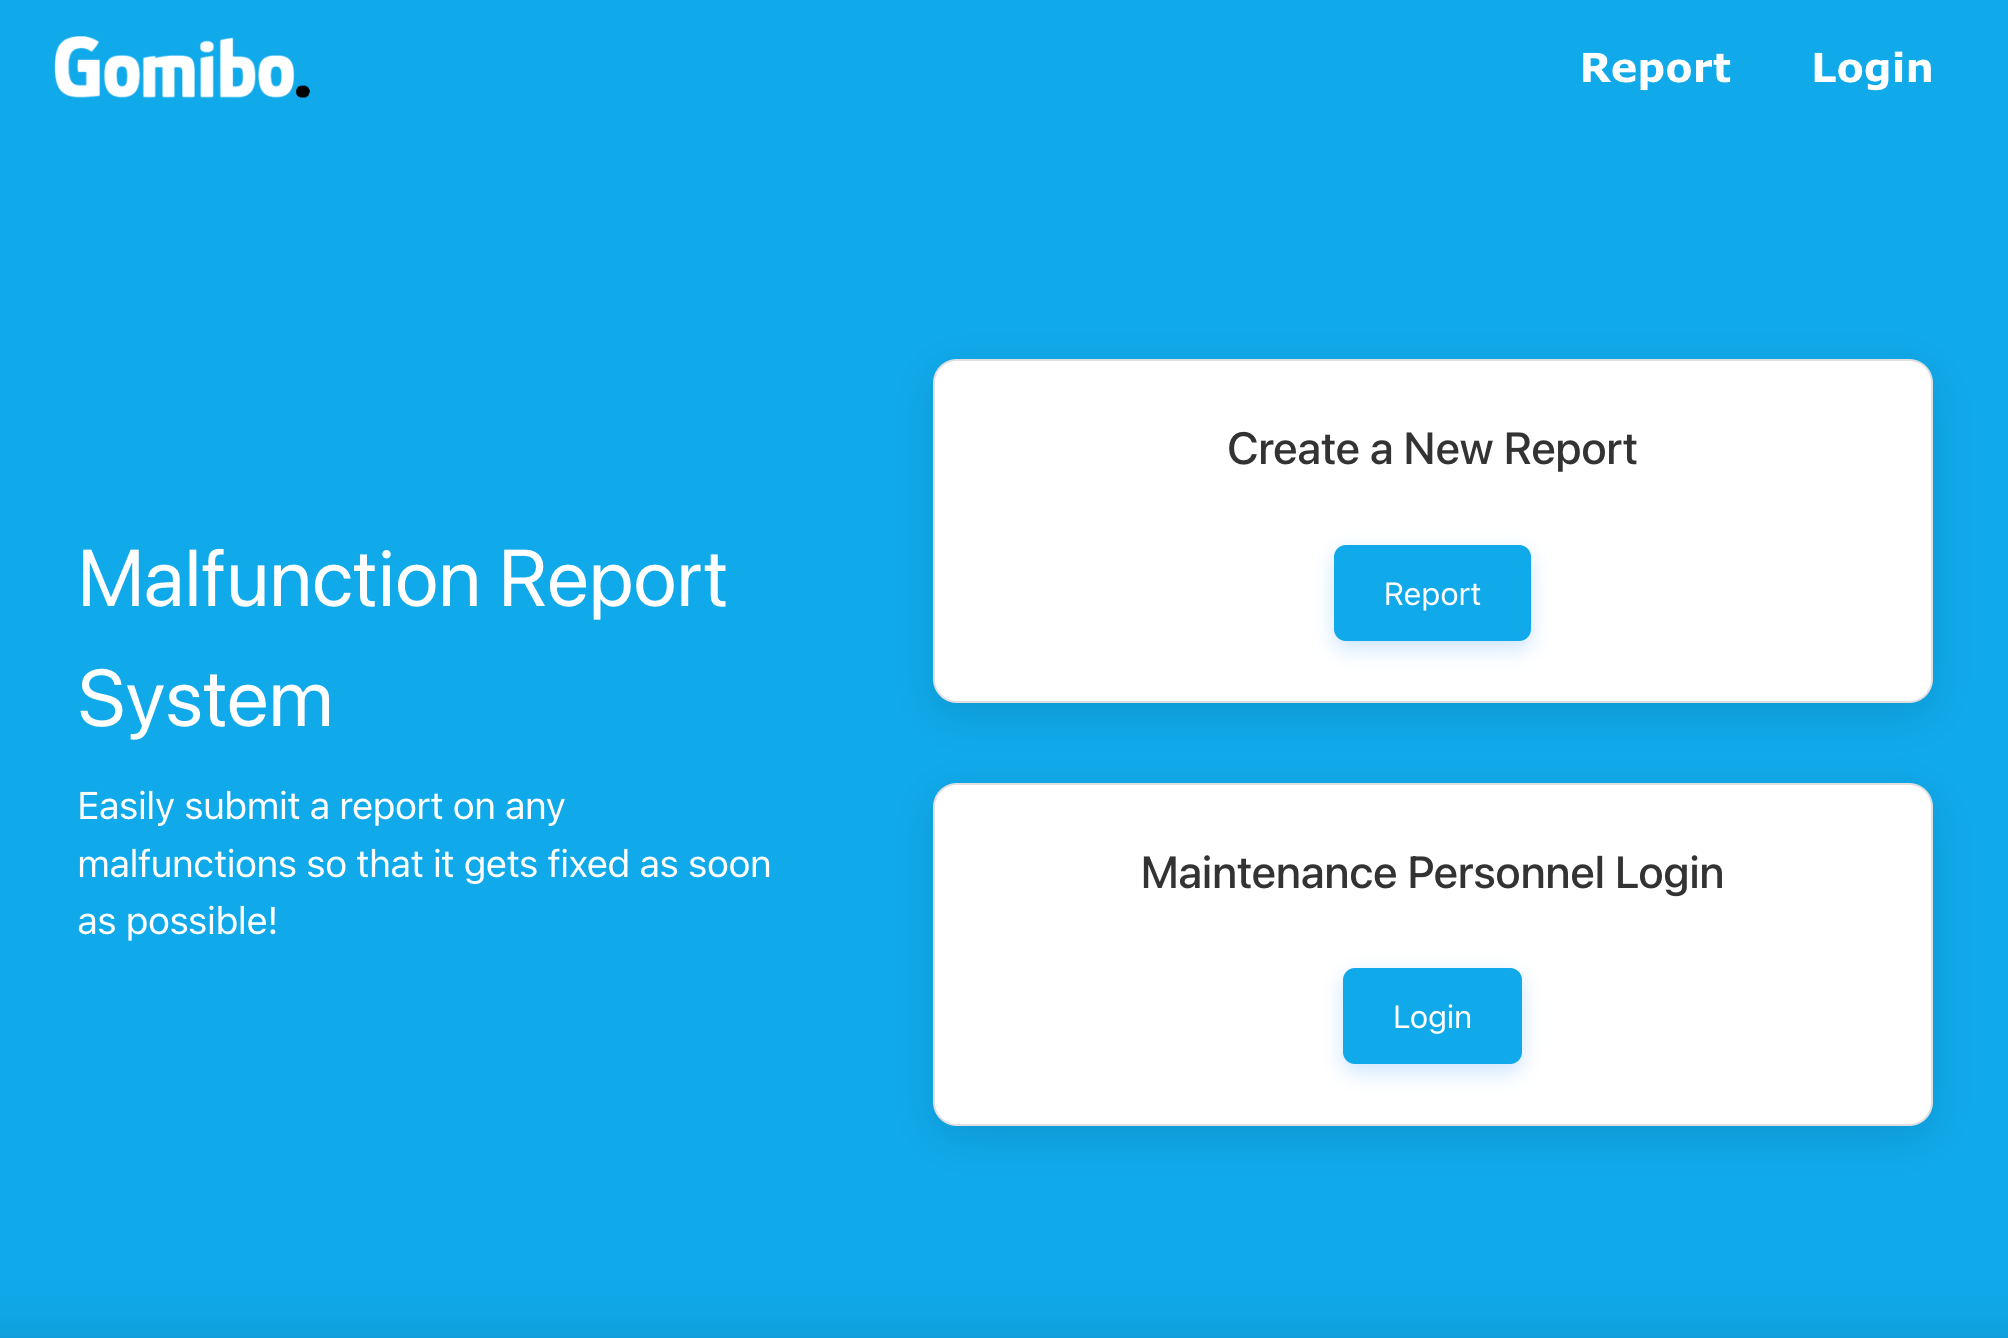 Gomibo.
Report
Login
Malfunction Report
System
Easily submit a report on any
malfunctions so that it gets fixed as soon
as possible!
Create a New Report
Report
Maintenance Personnel Login
Login